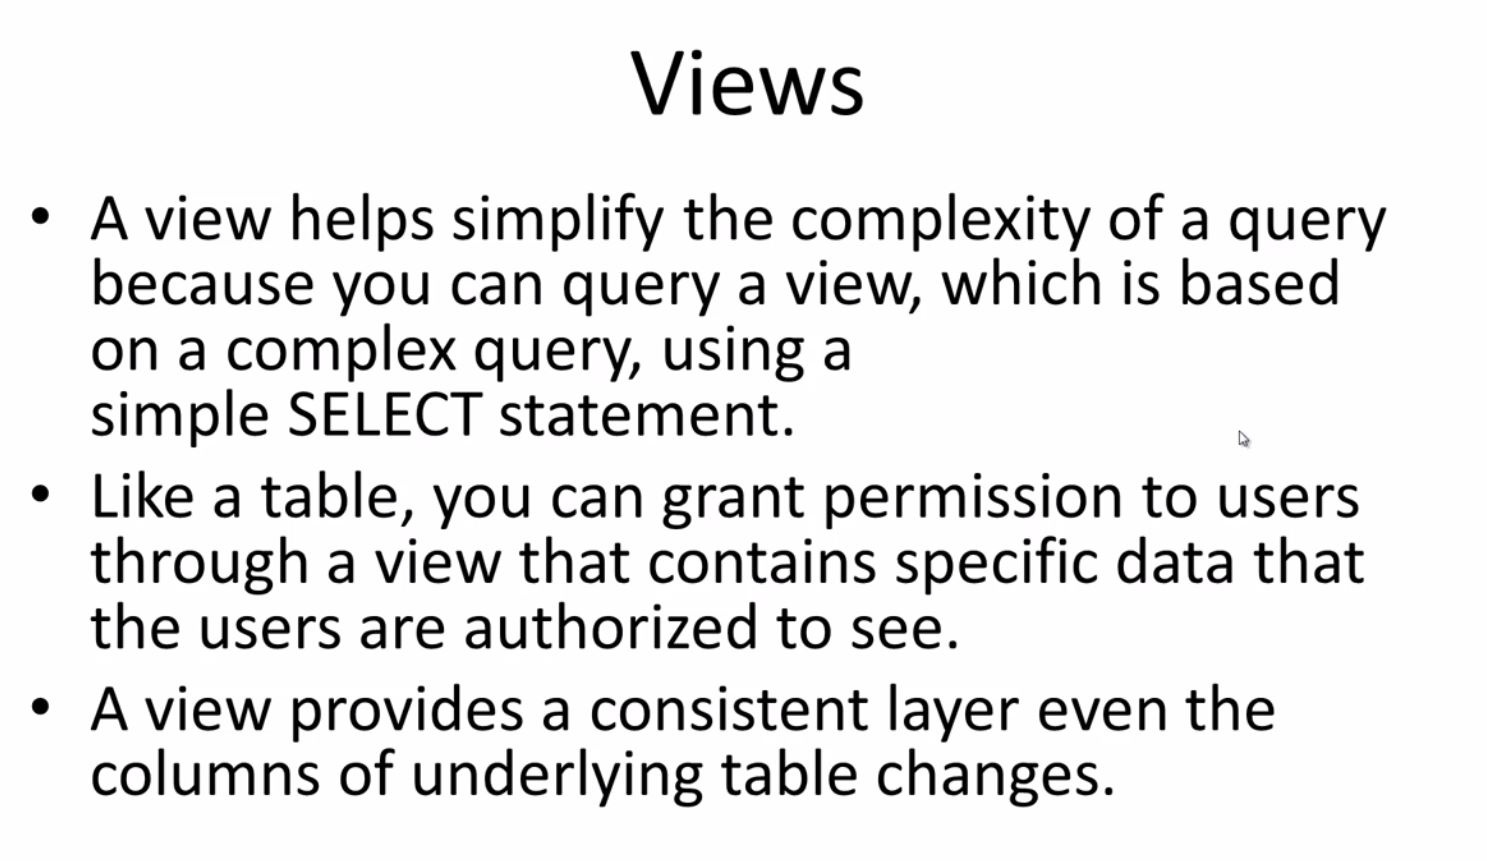 Views
• A view helps simplify the complexity of a query
because you can query a view, which is based
on a complex query, using a
simple SELECT statement.
• Like a table, you can grant permission to users
through a view that contains specific data that
the users are authorized to see.
• A view provides a consistent layer even the
columns of underlying table changes.